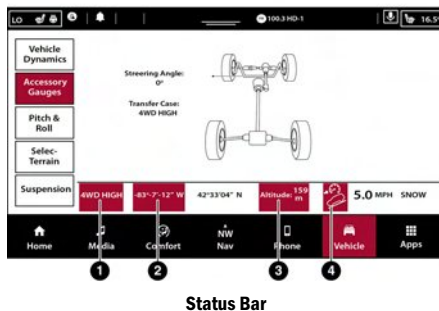 LO 100.3 HD-1 16.5°
Vehicle
Dynamics
Accessory
Gauges
Pitch &
Roll
Selec-
Terrain
Suspension
Streering Angle:
0°
Transfer Case:
4WD HIGH
4WD HIGH -83°-7'-12" W 42°33'04" N Altitude: 159
m 5.0 MPH SNOW
Home Media Comfort NW
Nav Phone Vehicle Apps
1 2 3 4
Status Bar